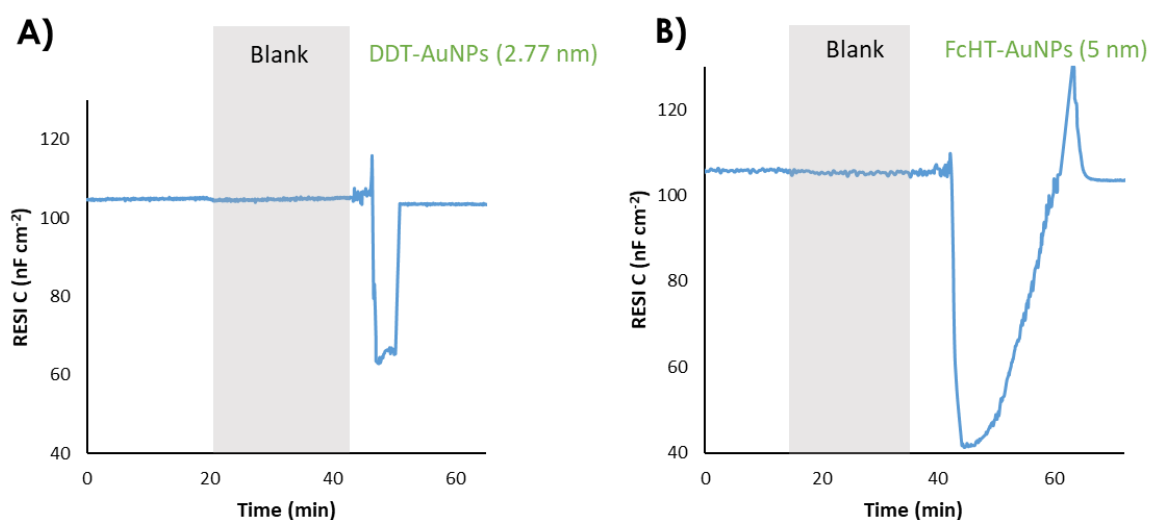 A)
Blank
DDT-AuNPs (2.77 nm)
RESI C (nF cm-2)
120
100
80
60
40
0
20
40
60
Time (min)
B)
Blank
FcHT-AuNPs (5 nm)
RESI C (nF cm-2)
120
100
80
60
40
0
20
40
60
Time (min)